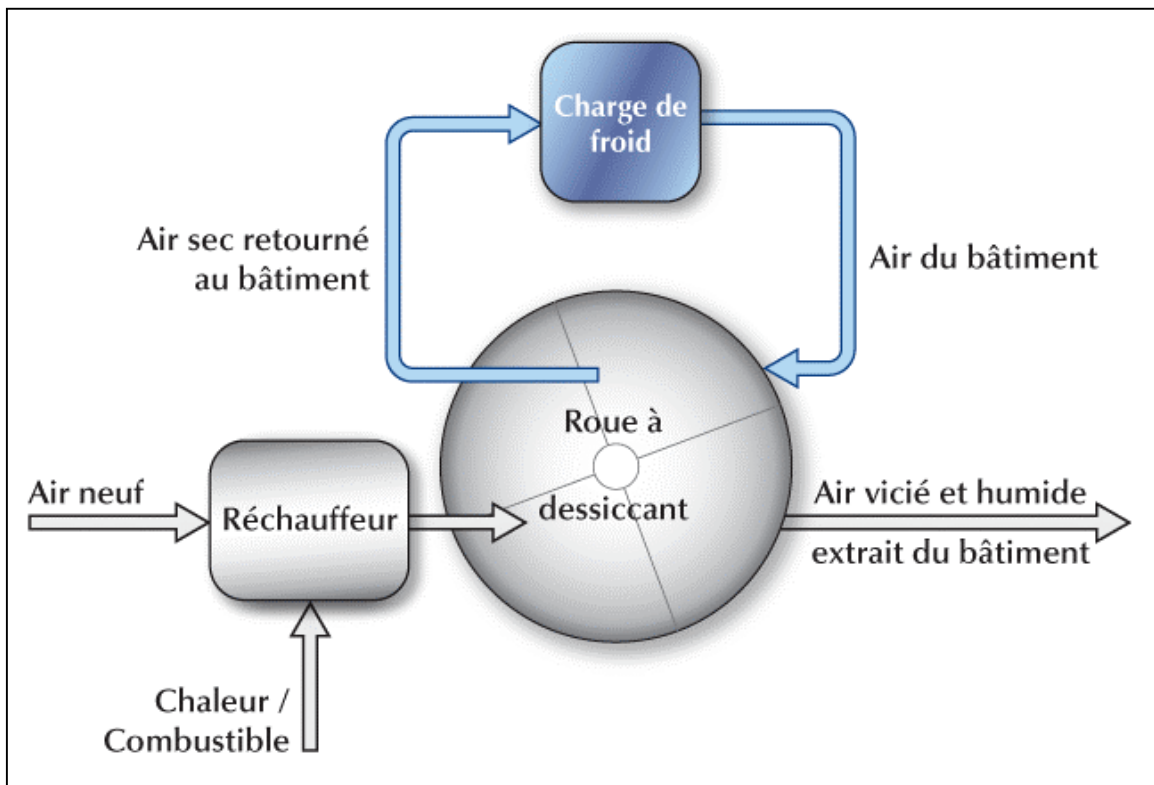 Charge de
froid
Air sec retourné
au bâtiment
Air du bâtiment
Roue à
dessiccant
Air neuf
Réchauffeur
Air vicié et humide
extrait du bâtiment
Chaleur /
Combustible